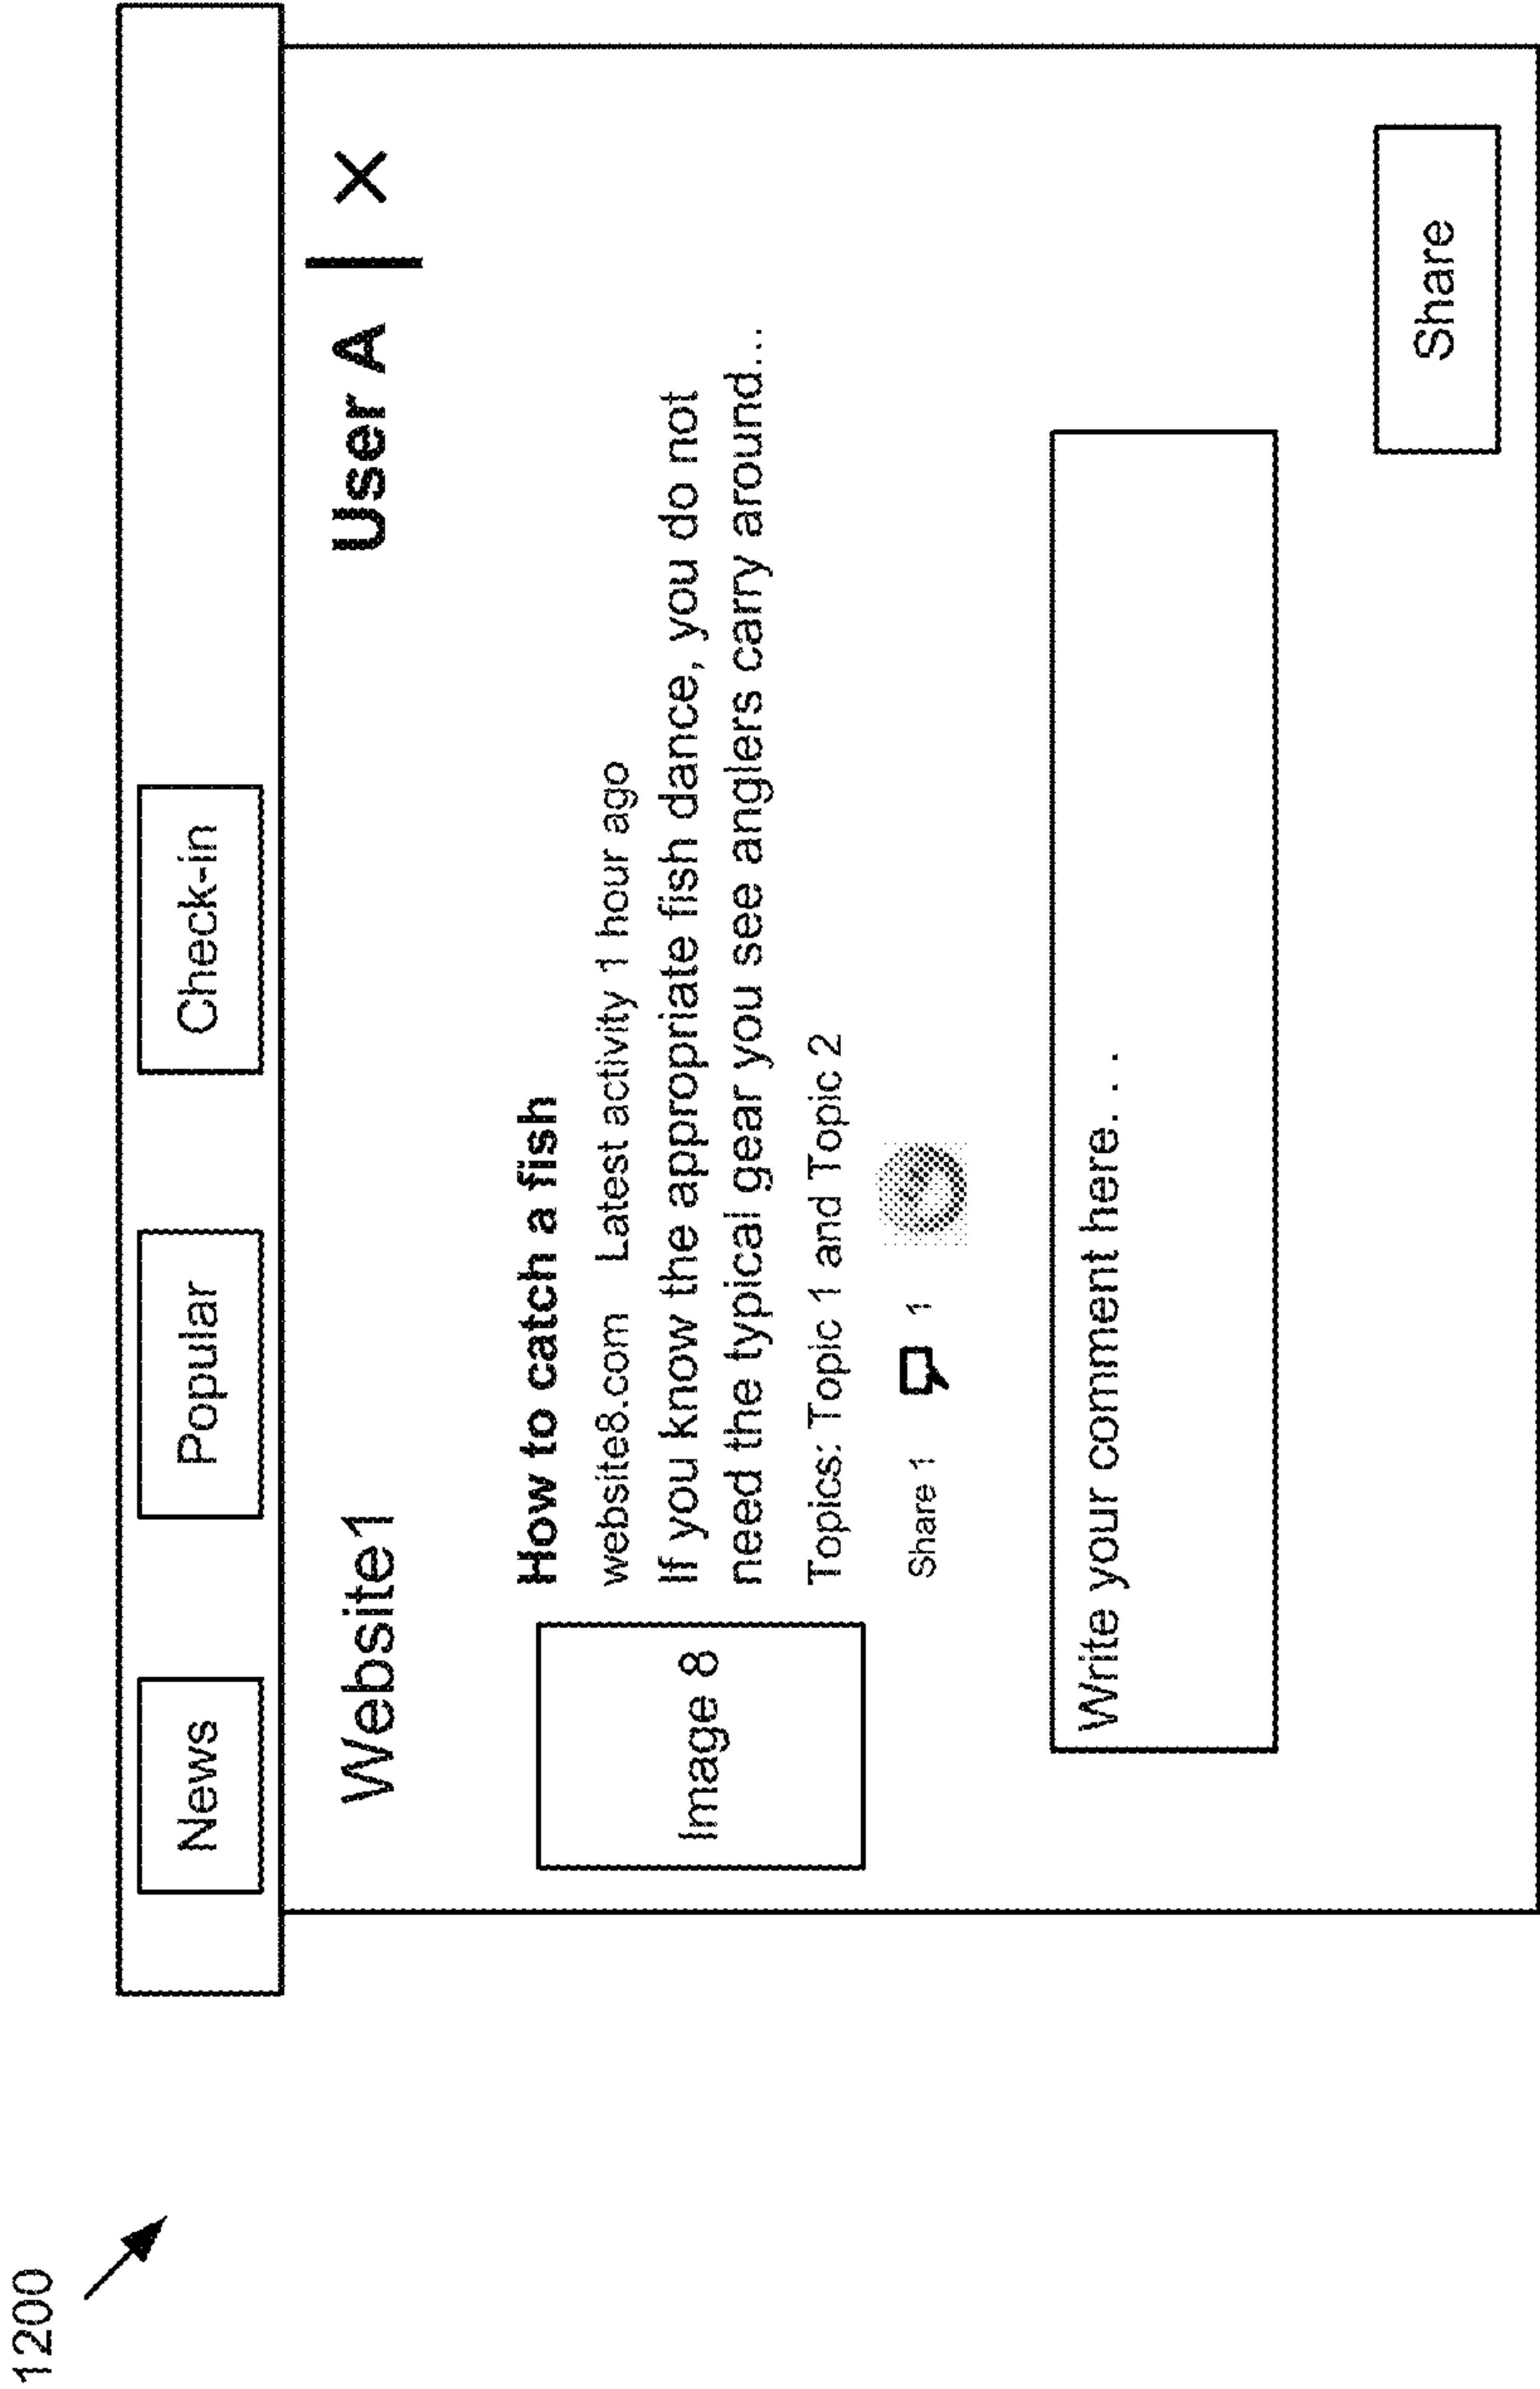 1200
News Popular Check-in
Website1 User A | X
How to catch a fish
website8.com Latest activity 1 hour ago
If you know the appropriate fish dance, you do not
need the typical gear you see anglers carry around...
Image 8
Topics: Topic 1 and Topic 2
Share 1 1
Write your comment here. . .
Share